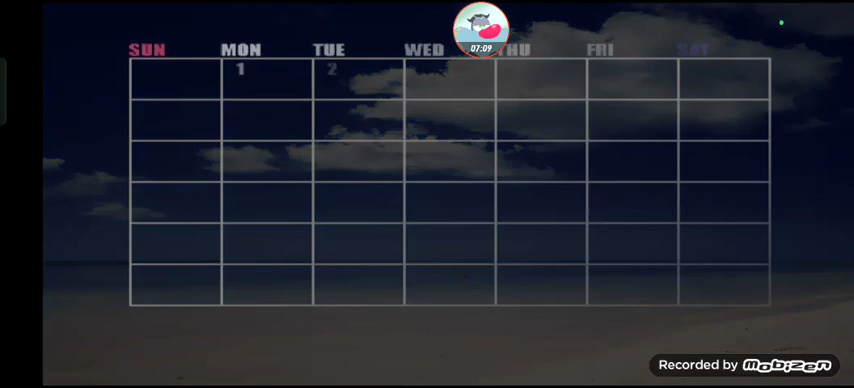 07:09
SUN MON TUE WED THU FRI SAT
1 2
Recorded by Mobizen